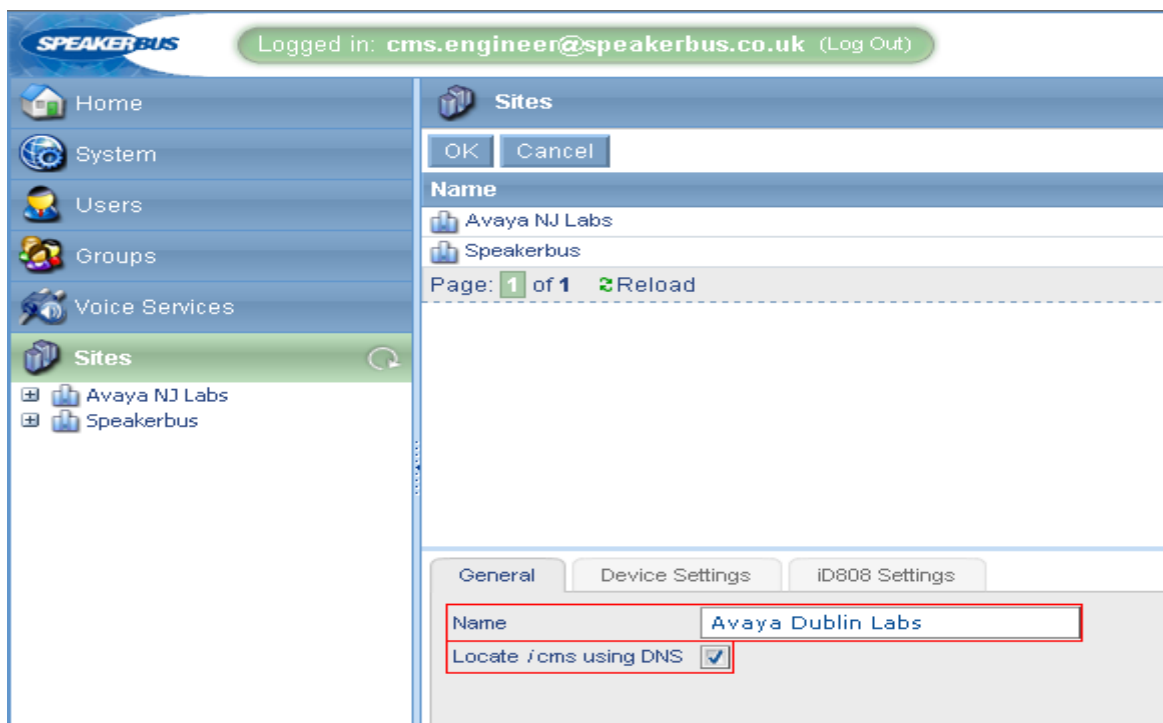 SPEAKERBUS
Logged in: cms.engineer@speakerbus.co.uk (Log Out)
Home
System
Users
Groups
Voice Services
Sites
Avaya NJ Labs
Speakerbus
Sites
OK Cancel
Name
Avaya NJ Labs
Speakerbus
Page: 1 of 1 Reload
General Device Settings iD808 Settings
Name Avaya Dublin Labs
Locate icms using DNS